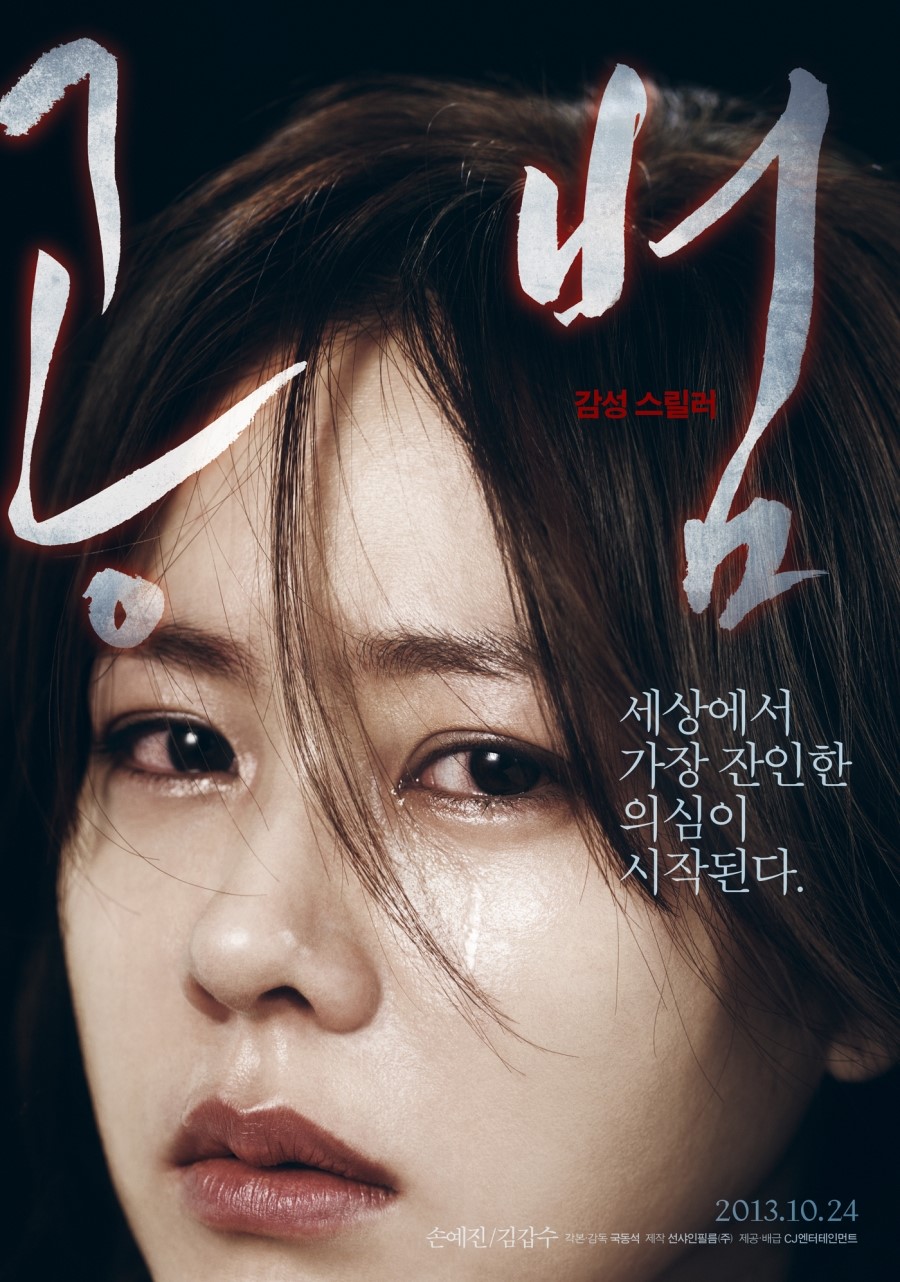 공범
감성 스릴러
세상에서
가장 잔인한
의심이
시작된다.
2013.10.24
손예진/김갑수 각본·감독 국동석 제작 선샤인필름(주) 제공·배급 CJ엔터테인먼트